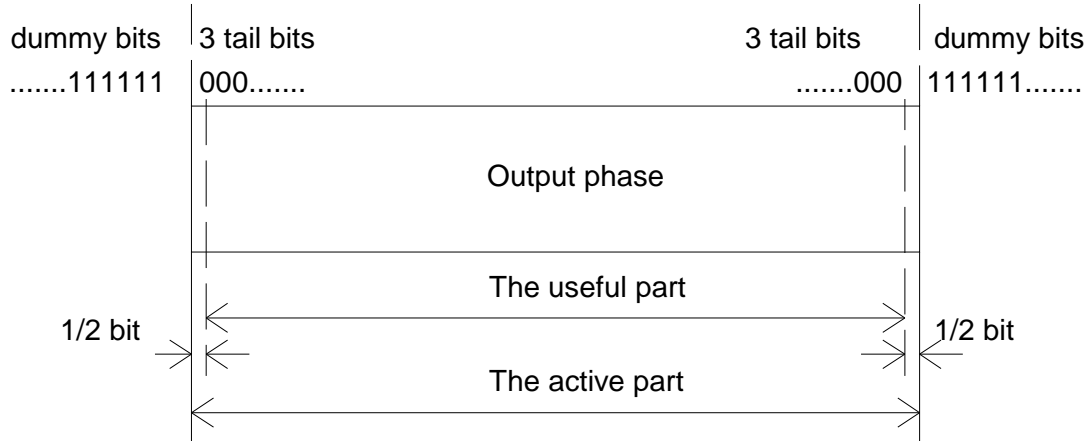 dummy bits 3 tail bits 3 tail bits dummy bits
.......111111 000....... .......000 111111.......
Output phase
The useful part
1/2 bit 1/2 bit
The active part